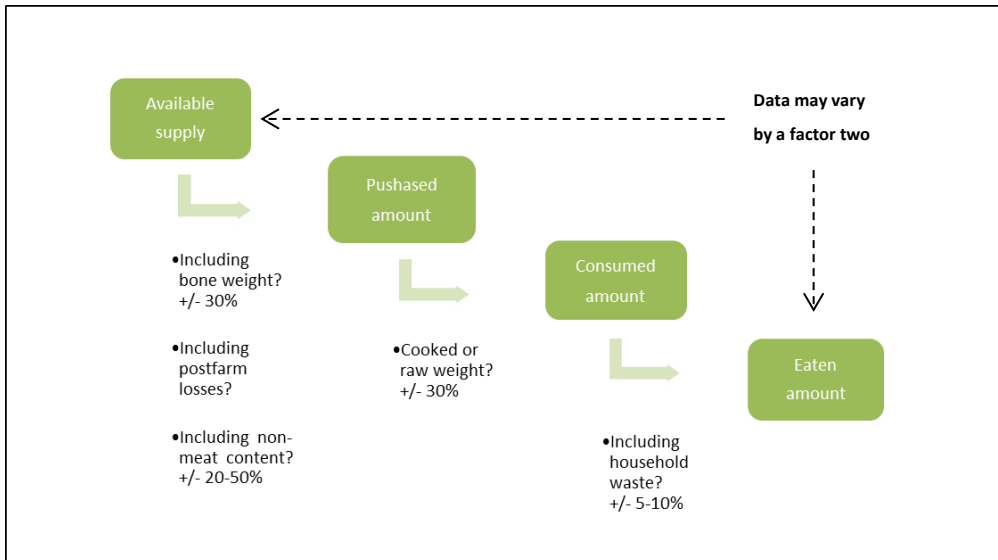 Available
supply
Data may vary
by a factor two
Pushased
amount
•Including
bone weight?
+/- 30%
•Including
postfarm
losses?
•Including non-
meat content?
+/- 20-50%
Consumed
amount
•Cooked or
raw weight?
+/- 30%
Eaten
amount
•Including
household
waste?
+/- 5-10%